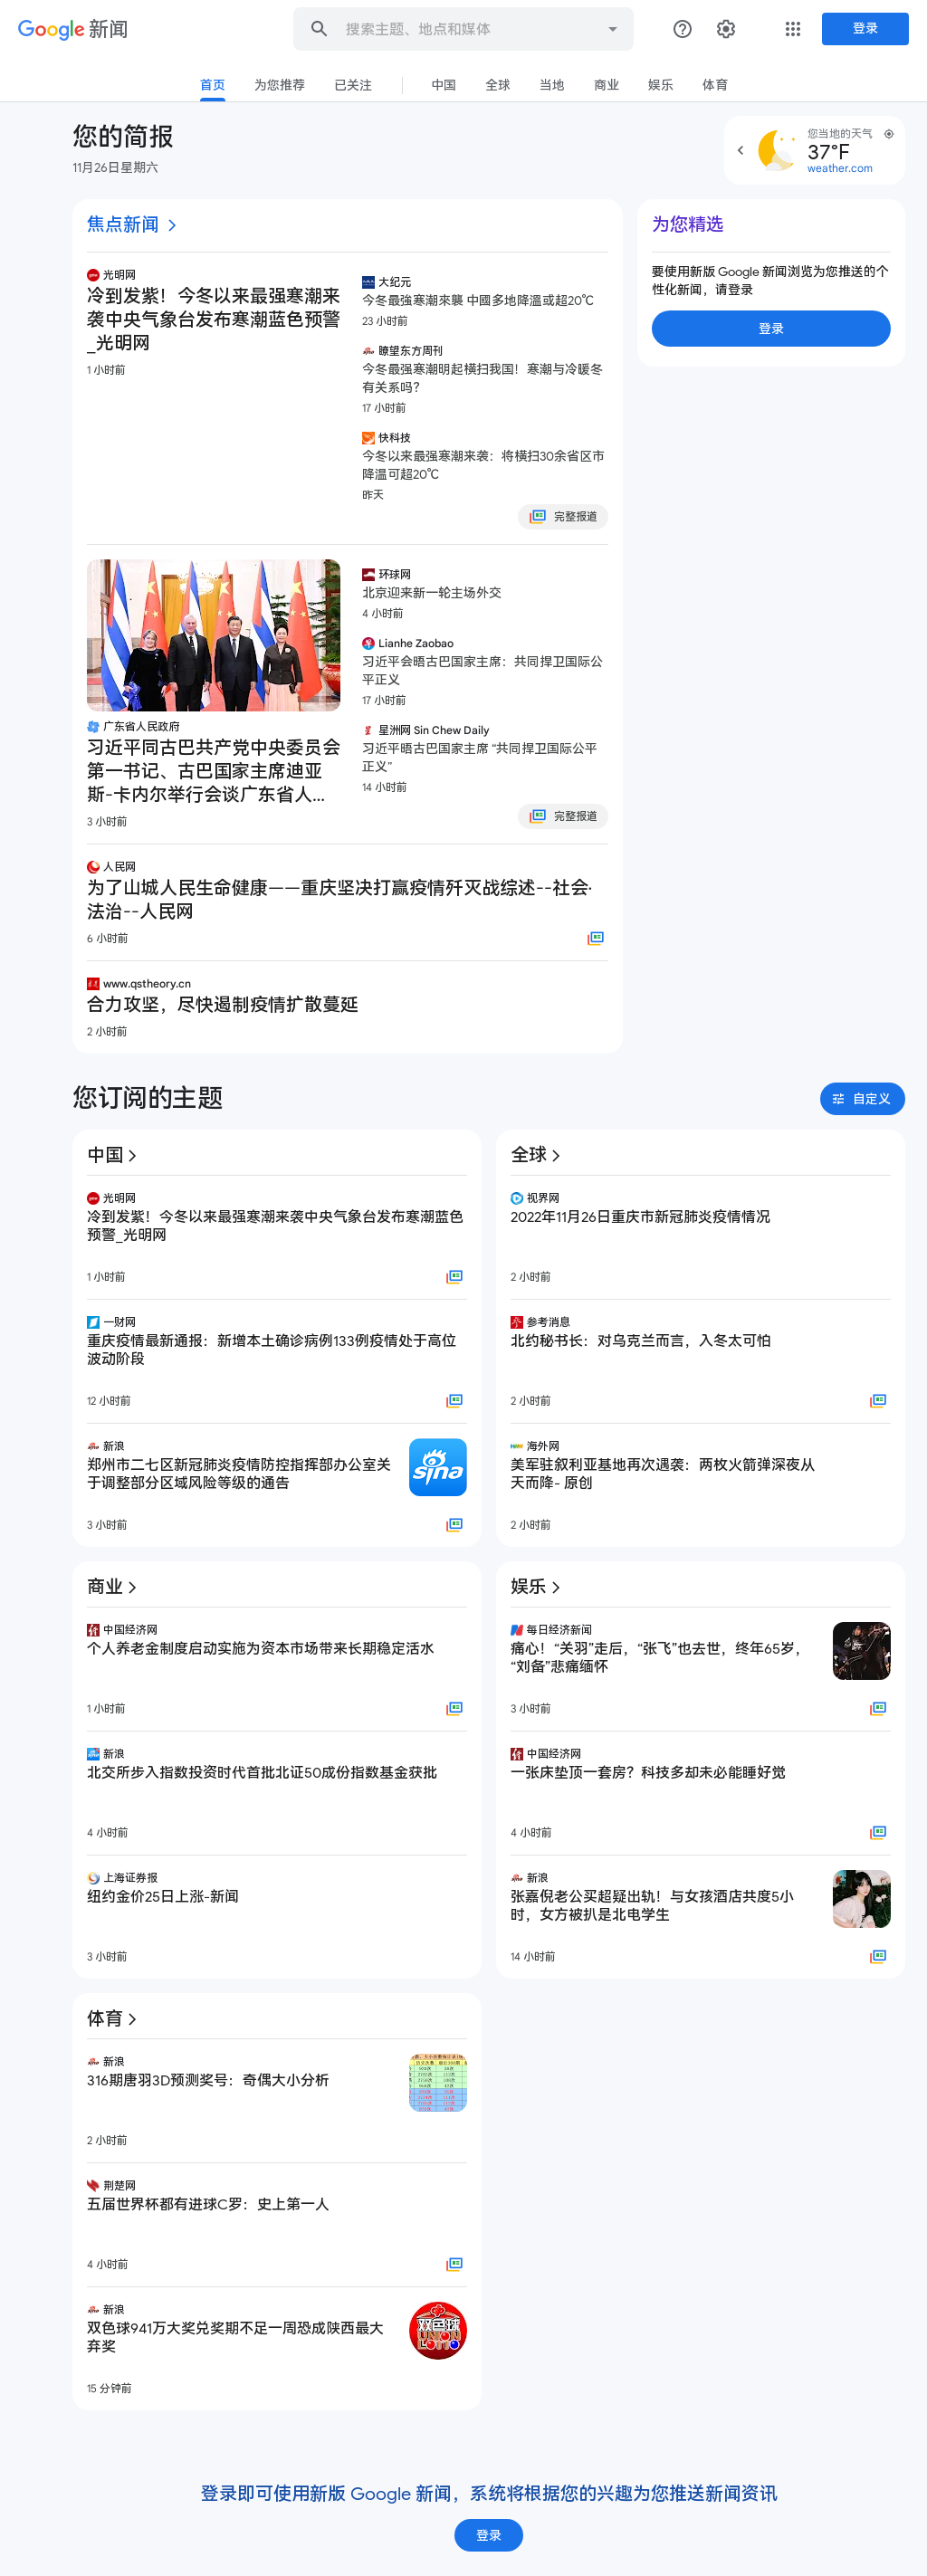 Google 新闻
搜索主题、地点和媒体
登录
首页
为您推荐
已关注
中国
全球
当地
商业
娱乐
体育
您的简报
11月26日星期六
您当地的天气
37°F
weather.com
焦点新闻
光明网
冷到发紫！今冬以来最强寒潮来
袭中央气象台发布寒潮蓝色预警
_光明网
1 小时前
大纪元
今冬最強寒潮來襲 中國多地降溫或超20℃
23 小时前
瞭望东方周刊
今冬最强寒潮明起横扫我国！寒潮与冷暖冬
有关系吗？
17 小时前
快科技
今冬以来最强寒潮来袭：将横扫30余省区市
降温可超20℃
昨天
完整报道
为您精选
要使用新版 Google 新闻浏览为您推送的个
性化新闻，请登录
登录
广东省人民政府
习近平同古巴共产党中央委员会
第一书记、古巴国家主席迪亚
斯-卡内尔举行会谈广东省人...
3 小时前
环球网
北京迎来新一轮主场外交
4 小时前
Lianhe Zaobao
习近平会晤古巴国家主席：共同捍卫国际公
平正义
17 小时前
星洲网 Sin Chew Daily
习近平晤古巴国家主席 “共同捍卫国际公平
正义”
14 小时前
完整报道
人民网
为了山城人民生命健康——重庆坚决打赢疫情歼灭战综述--社会·
法治--人民网
6 小时前
www.qstheory.cn
合力攻坚，尽快遏制疫情扩散蔓延
2 小时前
您订阅的主题
自定义
中国
光明网
冷到发紫！今冬以来最强寒潮来袭中央气象台发布寒潮蓝色
预警_光明网
1 小时前
一财网
重庆疫情最新通报：新增本土确诊病例133例疫情处于高位
波动阶段
12 小时前
新浪
郑州市二七区新冠肺炎疫情防控指挥部办公室关
于调整部分区域风险等级的通告
sina
3 小时前
全球
视界网
2022年11月26日重庆市新冠肺炎疫情情况
2 小时前
参考消息
北约秘书长：对乌克兰而言，入冬太可怕
2 小时前
海外网
美军驻叙利亚基地再次遇袭：两枚火箭弹深夜从
天而降- 原创
2 小时前
商业
中国经济网
个人养老金制度启动实施为资本市场带来长期稳定活水
1 小时前
新浪
北交所步入指数投资时代首批北证50成份指数基金获批
4 小时前
上海证券报
纽约金价25日上涨-新闻
3 小时前
娱乐
每日经济新闻
痛心！“关羽”走后，“张飞”也去世，终年65岁，
“刘备”悲痛缅怀
3 小时前
中国经济网
一张床垫顶一套房？科技多却未必能睡好觉
4 小时前
新浪
张嘉倪老公买超疑出轨！与女孩酒店共度5小
时，女方被扒是北电学生
14 小时前
体育
新浪
316期唐羽3D预测奖号：奇偶大小分析
2 小时前
荆楚网
五届世界杯都有进球C罗：史上第一人
4 小时前
新浪
双色球941万大奖兑奖期不足一周恐成陕西最大
弃奖
双色球
UNION
LOTTO
15 分钟前
登录即可使用新版 Google 新闻，系统将根据您的兴趣为您推送新闻资讯
登录